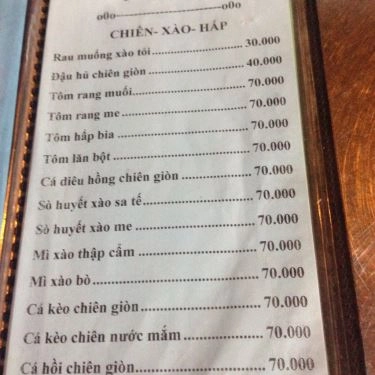 o0o-------------------------o0o
CHIÊN- XÀO- HẤP
Rau muống xào tỏi.........................30.000
Đậu hủ chiên giòn..........................40.000
Tôm rang muối..............................70.000
Tôm rang me.................................70.000
Tôm hấp bia..................................70.000
Tôm lăn bột...................................70.000
Cá diêu hồng chiên giòn...................70.000
Sò huyết xào sa tế...........................70.000
Sò huyết xào me..............................70.000
Mì xào thập cẩm..............................70.000
Mì xào bò.......................................70.000
Cá kèo chiên giòn............................70.000
Cá kèo chiên nước mắm....................70.000
Cá hồi chiên giòn.............................70.000